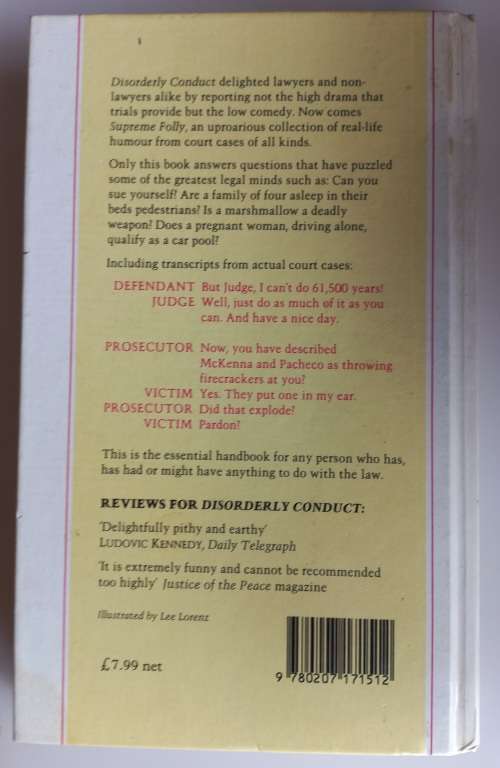 Disorderly Conduct delighted lawyers and non-
lawyers alike by reporting not the high drama that
trials provide but the low comedy. Now comes
Supreme Folly, an uproarious collection of real-life
humour from court cases of all kinds.
Only this book answers questions that have puzzled
some of the greatest legal minds such as: Can you
sue yourself? Are a family of four asleep in their
beds pedestrians? Is a marshmallow a deadly
weapon? Does a pregnant woman, driving alone,
qualify as a car pool?
Including transcripts from actual court cases:
DEFENDANT But Judge, I can't do 61,500 years!
JUDGE Well, just do as much of it as you
can. And have a nice day.
PROSECUTOR Now, you have described
McKenna and Pacheco as throwing
firecrackers at you?
VICTIM Yes. They put one in my ear.
PROSECUTOR Did that explode?
VICTIM Pardon?
This is the essential handbook for any person who has,
has had or might have anything to do with the law.
REVIEWS FOR DISORDERLY CONDUCT:
'Delightfully pithy and earthy'
LUDOVIC KENNEDY, Daily Telegraph
'It is extremely funny and cannot be recommended
too highly' Justice of the Peace magazine
Illustrated by Lee Lorenz
£7.99 net
9 780207 171512